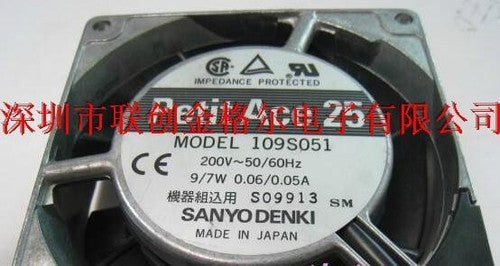 IMPEDANCE PROTECTED
25
深圳市联创金格尔电子有限公司
MODEL 109S051
200V~50/60Hz
9/7W 0.06/0.05A
CE
機器組込用 S09913 SM
SANYO DENKI
MADE IN JAPAN